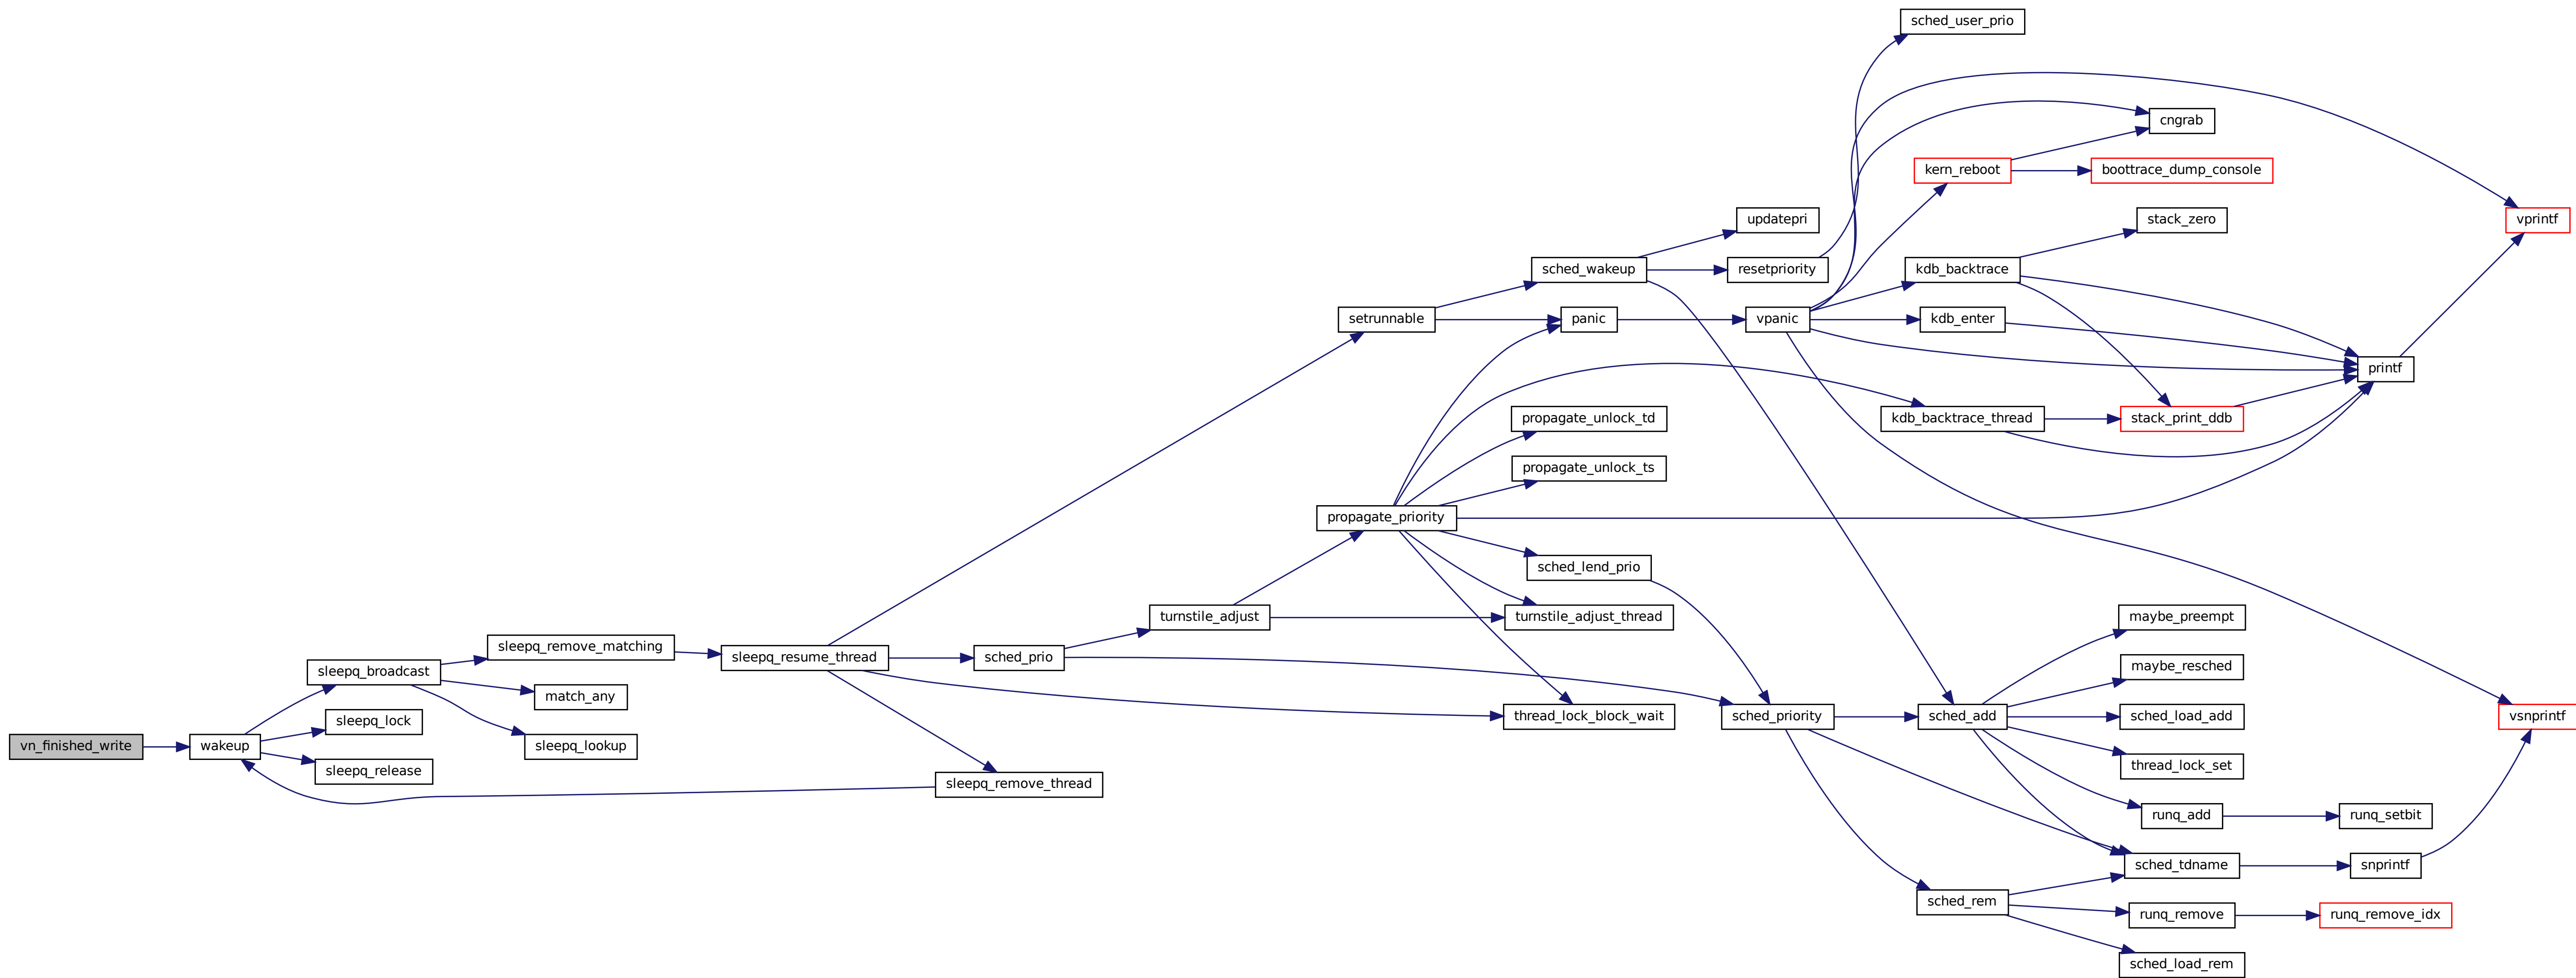 sched_user_prio
cngrab
kern_reboot
boottrace_dump_console
updatepri
stack_zero
vprintf
sched_wakeup
resetpriority
kdb_backtrace
setrunnable
panic
vpanic
kdb_enter
printf
propagate_unlock_td
kdb_backtrace_thread
stack_print_ddb
propagate_unlock_ts
propagate_priority
sched_lend_prio
turnstile_adjust
turnstile_adjust_thread
maybe_preempt
sleepq_remove_matching
sleepq_broadcast
sleepq_resume_thread
sched_prio
maybe_resched
match_any
sleepq_lock
thread_lock_block_wait
sched_priority
sched_add
sched_load_add
vsnprintf
vn_finished_write
wakeup
sleepq_lookup
sleepq_release
thread_lock_set
sleepq_remove_thread
runq_add
runq_setbit
sched_tdname
snprintf
sched_rem
runq_remove
runq_remove_idx
sched_load_rem